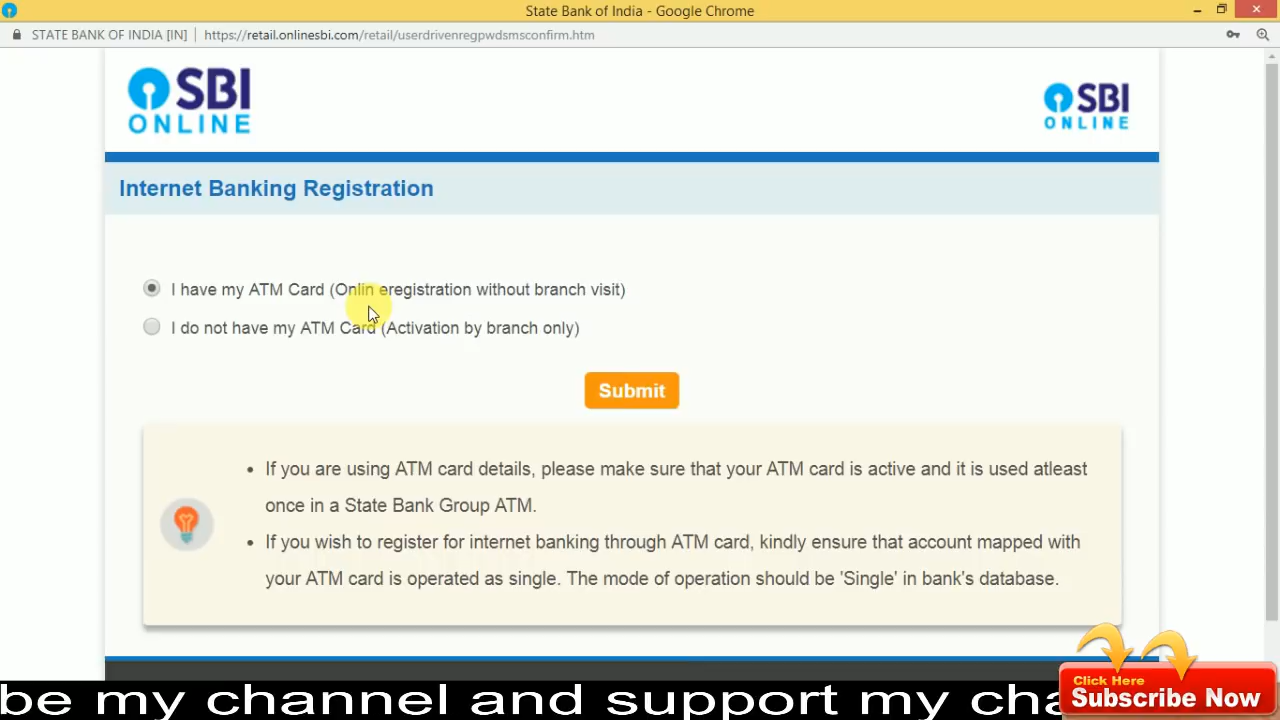 State Bank of India - Google Chrome
STATE BANK OF INDIA [IN] https://retail.onlinesbi.com/retail/userdrivenregpwdsmsconfirm.htm
SBI
ONLINE
SBI
ONLINE
Internet Banking Registration
I have my ATM Card (Onlin eregistration without branch visit)
I do not have my ATM Card (Activation by branch only)
Submit
• If you are using ATM card details, please make sure that your ATM card is active and it is used atleast
once in a State Bank Group ATM.
• If you wish to register for internet banking through ATM card, kindly ensure that account mapped with
your ATM card is operated as single. The mode of operation should be 'Single' in bank's database.
Click Here
Subscribe Now
be my channel and support my cha